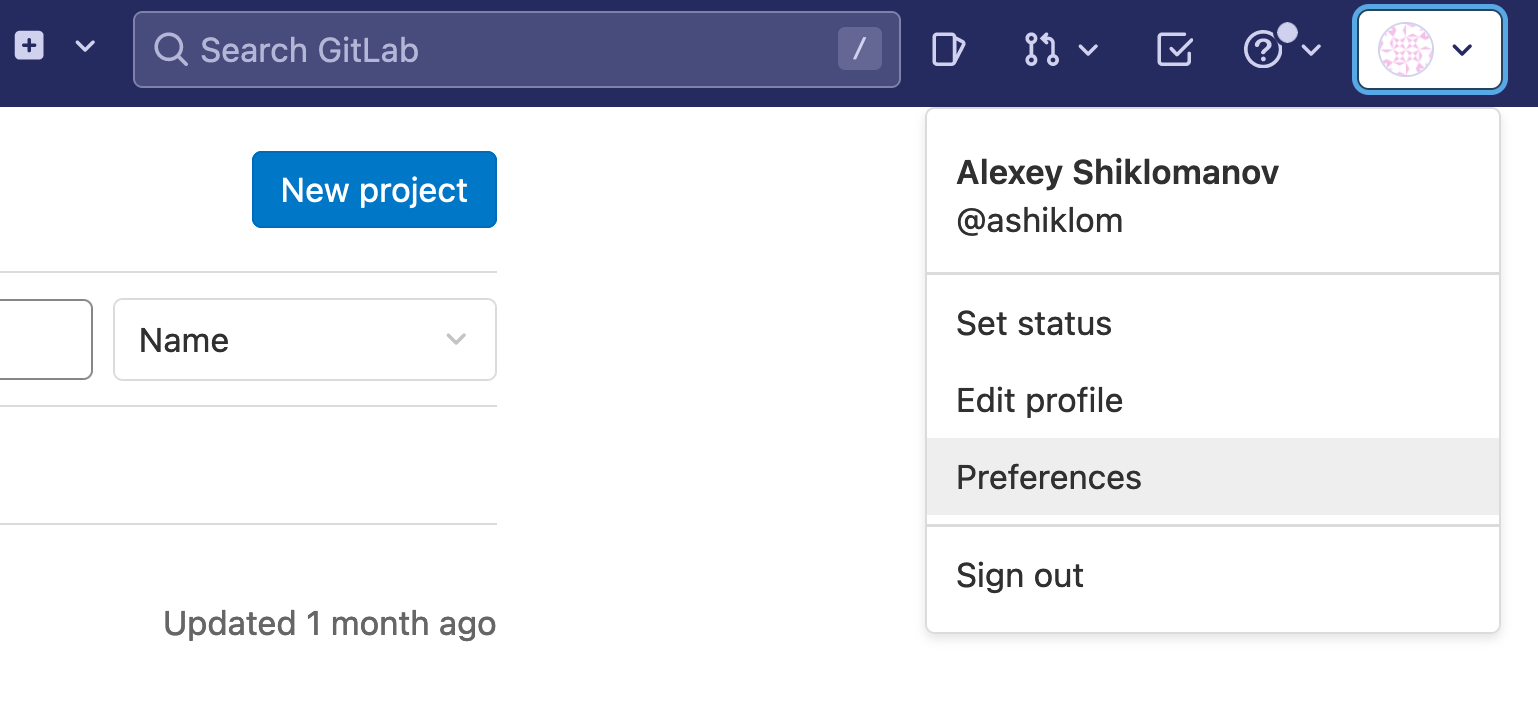 Search GitLab /
New project
Name
Updated 1 month ago
Alexey Shiklomanov
@ashiklom
Set status
Edit profile
Preferences
Sign out